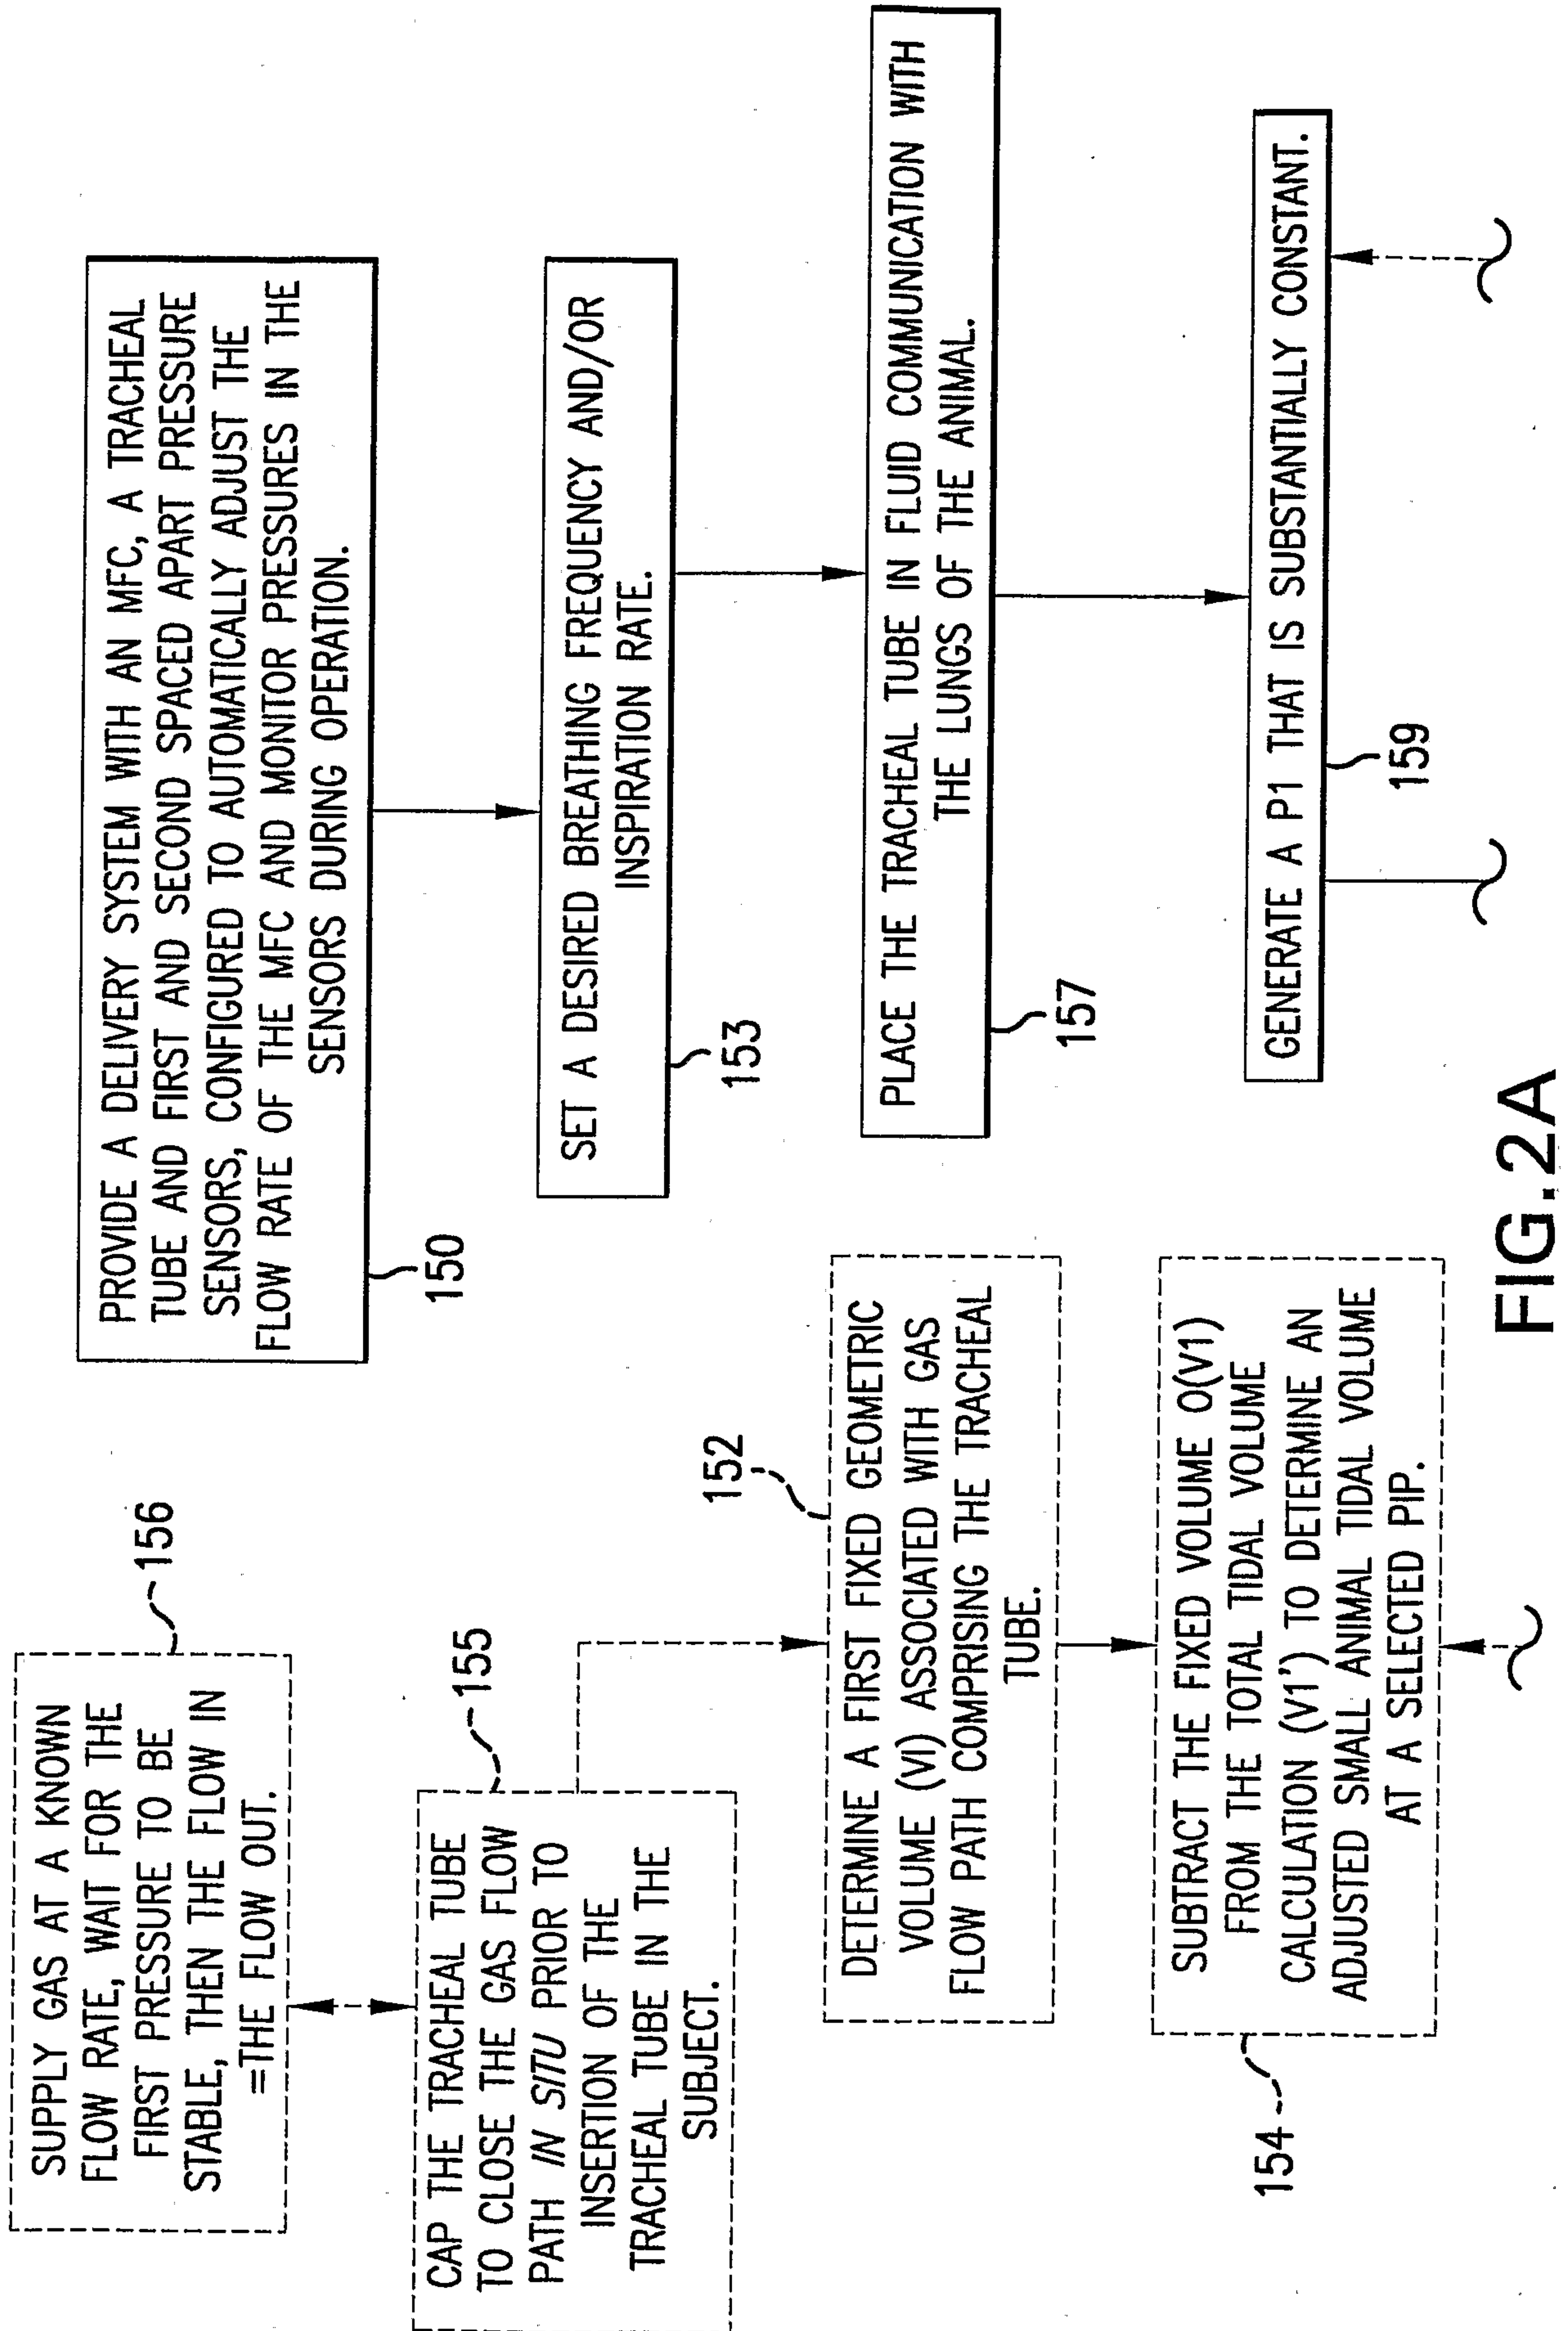 SUPPLY GAS AT A KNOWN
FLOW RATE, WAIT FOR THE
FIRST PRESSURE TO BE
STABLE, THEN THE FLOW IN
=THE FLOW OUT.
156
CAP THE TRACHEAL TUBE
TO CLOSE THE GAS FLOW
PATH IN SITU PRIOR TO
INSERTION OF THE
TRACHEAL TUBE IN THE
SUBJECT.
155
152
DETERMINE A FIRST FIXED GEOMETRIC
VOLUME (VI) ASSOCIATED WITH GAS
FLOW PATH COMPRISING THE TRACHEAL
TUBE.
SUBTRACT THE FIXED VOLUME O(V1)
FROM THE TOTAL TIDAL VOLUME
CALCULATION (V1') TO DETERMINE AN
ADJUSTED SMALL ANIMAL TIDAL VOLUME
AT A SELECTED PIP.
154
PROVIDE A DELIVERY SYSTEM WITH AN MFC, A TRACHEAL
TUBE AND FIRST AND SECOND SPACED APART PRESSURE
SENSORS, CONFIGURED TO AUTOMATICALLY ADJUST THE
FLOW RATE OF THE MFC AND MONITOR PRESSURES IN THE
SENSORS DURING OPERATION.
150
SET A DESIRED BREATHING FREQUENCY AND/OR
INSPIRATION RATE.
153
PLACE THE TRACHEAL TUBE IN FLUID COMMUNICATION WITH
THE LUNGS OF THE ANIMAL.
157
GENERATE A P1 THAT IS SUBSTANTIALLY CONSTANT.
159
FIG.2A